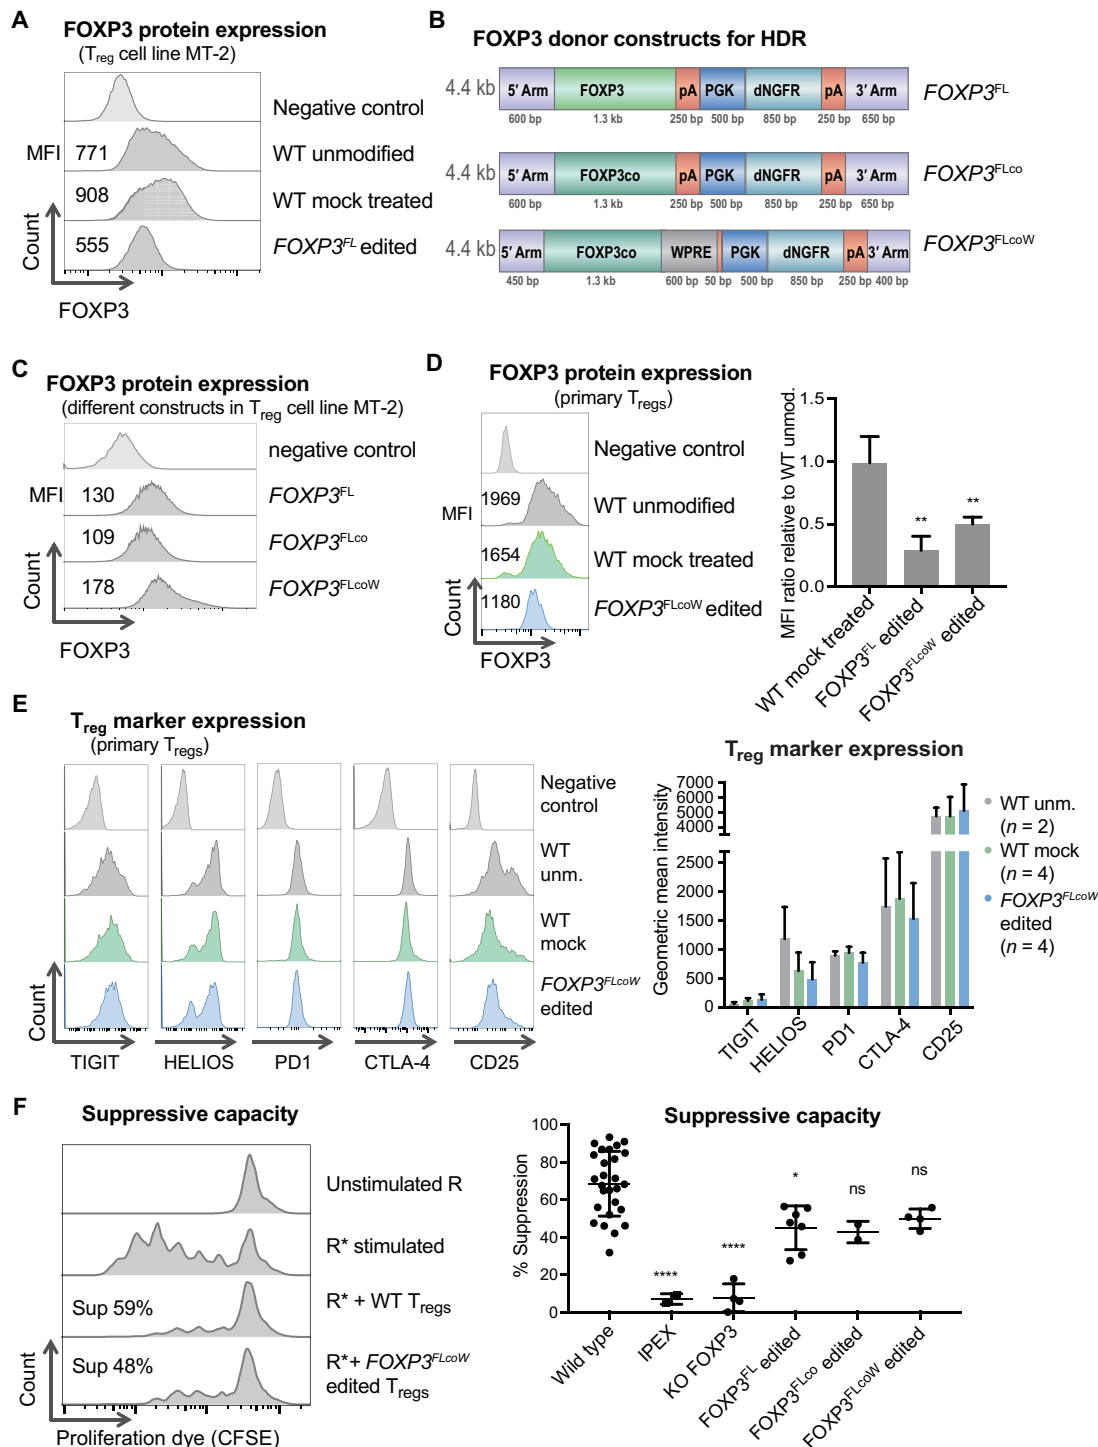 A
FOXP3 protein expression
(Treg cell line MT-2)
Negative control
MFI 771 WT unmodified
908 WT mock treated
555 FOXP3FL edited
Count
FOXP3
B
FOXP3 donor constructs for HDR
4.4 kb 5′ Arm FOXP3 pA PGK dNGFR pA 3′ Arm FOXP3FL
600 bp 1.3 kb 250 bp 500 bp 850 bp 250 bp 650 bp
4.4 kb 5′ Arm FOXP3co pA PGK dNGFR pA 3′ Arm FOXP3FLco
600 bp 1.3 kb 250 bp 500 bp 850 bp 250 bp 650 bp
4.4 kb 5′ Arm FOXP3co WPRE PGK dNGFR pA 3′ Arm FOXP3FLcoW
450 bp 1.3 kb 600 bp 50 bp 500 bp 850 bp 250 bp 400 bp
C
FOXP3 protein expression
(different constructs in Treg cell line MT-2)
negative control
MFI 130 FOXP3FL
109 FOXP3FLco
178 FOXP3FLcoW
Count
FOXP3
D
FOXP3 protein expression
(primary Tregs)
Negative control
1969 WT unmodified
MFI
1654 WT mock treated
1180 FOXP3FLcoW edited
Count
FOXP3
MFI ratio relative to WT unmod.
1.5
1.0
0.5
0.0
** **
WT mock treated
FOXP3FL edited
FOXP3FLcoW edited
E
Treg marker expression
(primary Tregs)
Negative
control
WT
unm.
WT
mock
FOXP3FLcoW
edited
Count
TIGIT HELIOS PD1 CTLA-4 CD25
Treg marker expression
Geometric mean intensity
7000
6000
5000
4000
2500
2000
1500
1000
500
0
TIGIT
HELIOS
PD1
CTLA-4
CD25
WT unm.
(n = 2)
WT mock
(n = 4)
FOXP3FLcoW
edited
(n = 4)
F
Suppressive capacity
Unstimulated R
R* stimulated
Sup 59% R* + WT Tregs
Sup 48% R*+ FOXP3FLcoW
edited Tregs
Count
Proliferation dye (CFSE)
Suppressive capacity
% Suppression
100
80
60
40
20
0
**** **** * ns ns
Wild type
IPEX
KO FOXP3
FOXP3FL edited
FOXP3FLco edited
FOXP3FLcoW edited